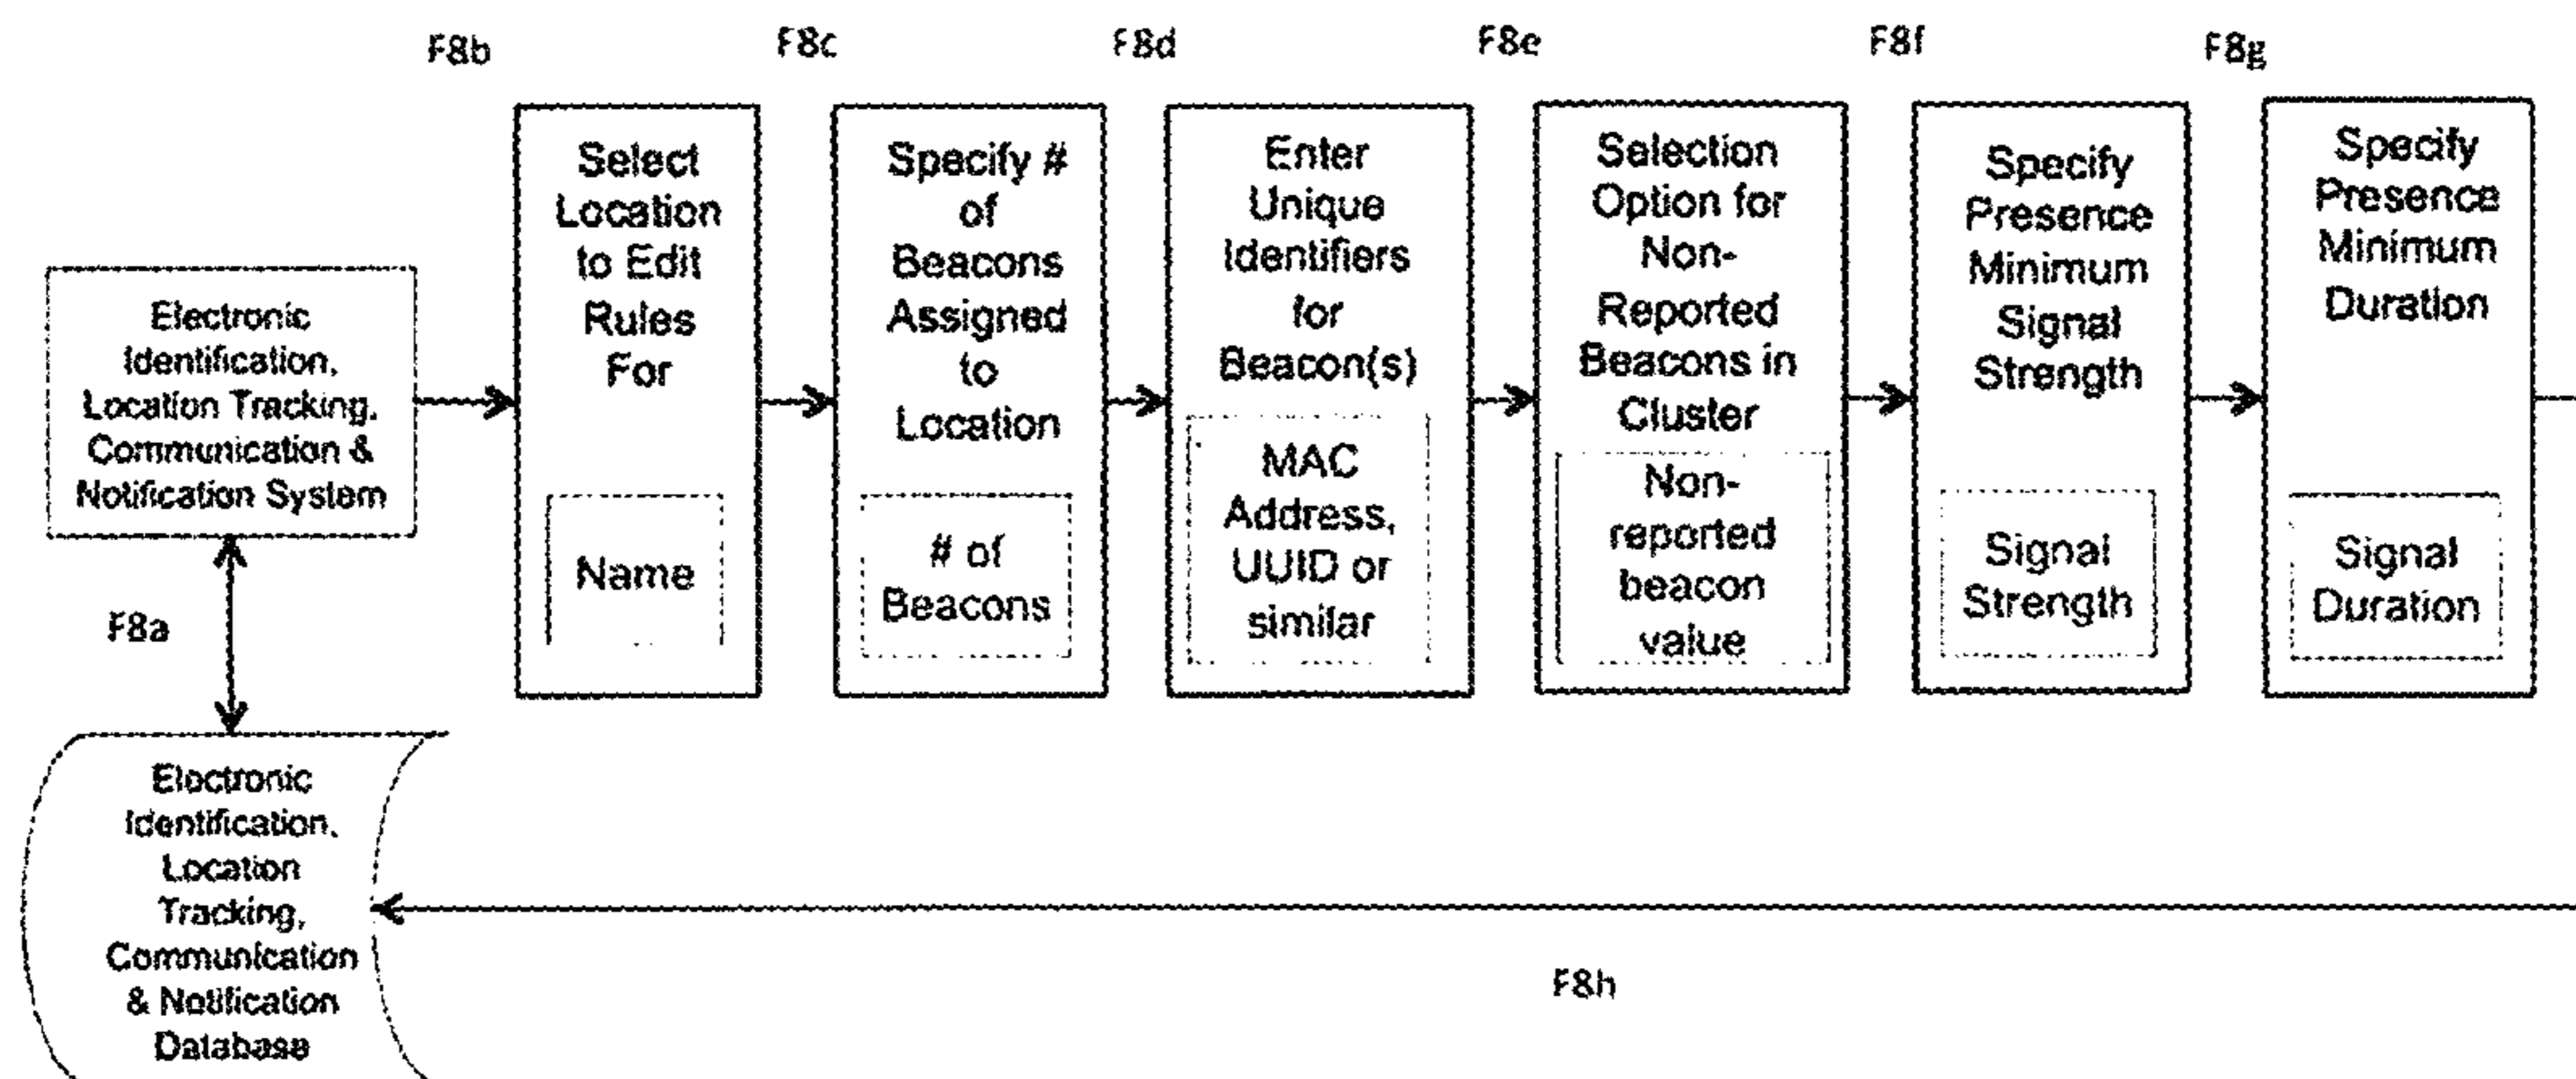 F8b
F8c
F8d
F8e
F8f
F8g
Electronic
Identification,
Location Tracking,
Communication &
Notification System
Select
Location
to Edit
Rules
For
Name
Specify #
of
Beacons
Assigned
to
Location
# of
Beacons
Enter
Unique
Identifiers
for
Beacon(s)
MAC
Address,
UUID or
similar
Selection
Option for
Non-
Reported
Beacons in
Cluster
Non-
reported
beacon
value
Specify
Presence
Minimum
Signal
Strength
Signal
Strength
Specify
Presence
Minimum
Duration
Signal
Duration
F8a
Electronic
Identification,
Location
Tracking,
Communication
& Notification
Database
F8h